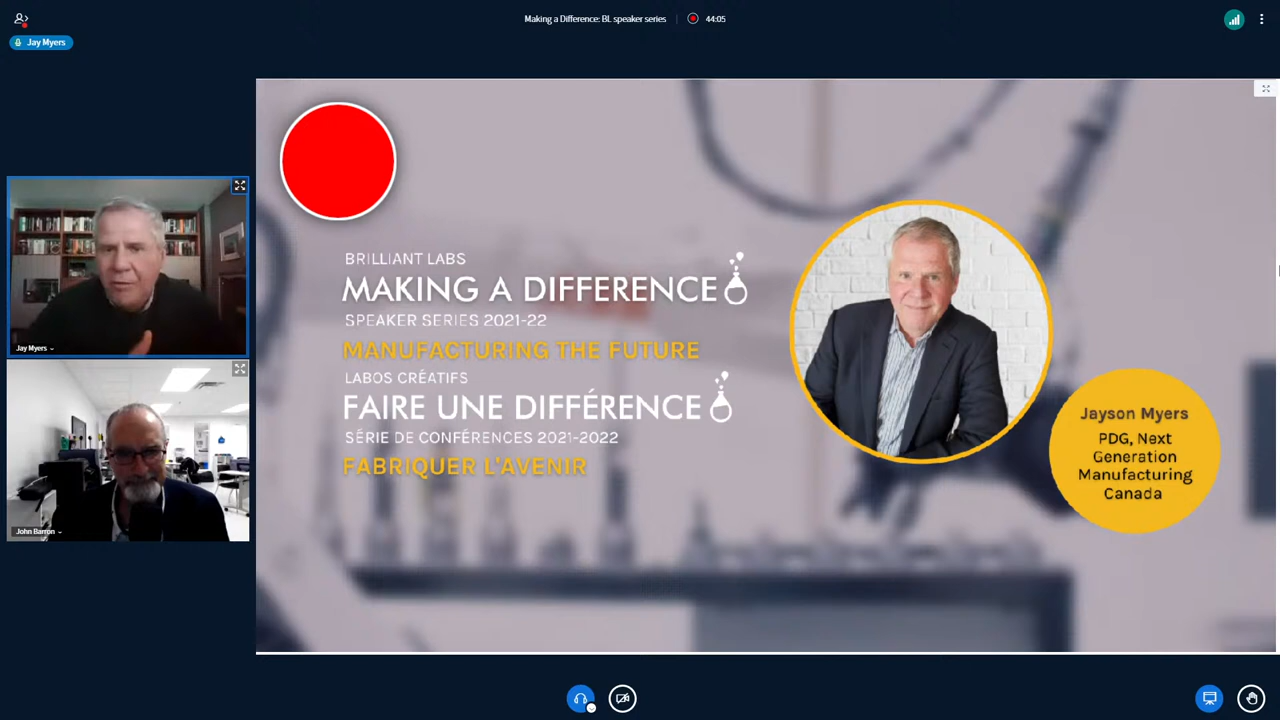 Making a Difference: BL speaker series
44:05
Jay Myers
Jay Myers
John Barron
BRILLIANT LABS
MAKING A DIFFERENCE
SPEAKER SERIES 2021-22
MANUFACTURING THE FUTURE
LABOS CRÉATIFS
FAIRE UNE DIFFÉRENCE
SÉRIE DE CONFÉRENCES 2021-2022
FABRIQUER L'AVENIR
Jayson Myers
PDG, Next
Generation
Manufacturing
Canada